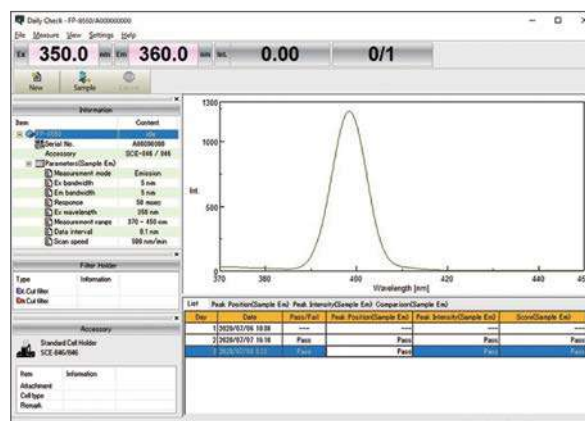 Daily Check - FP-8550/A000000000
File Measure View Settings Help
Ex 350.0 nm Em 360.0 nm Int. 0.00 0/1
New Sample
Information
Item Content
FP-8550 Idle
Serial No.
Accessory SCE-846 / 846
Parameters(Sample Em)
Measurement mode Emission
Ex bandwidth 5 nm
Em bandwidth 5 nm
Response 50 msec
Ex wavelength 350 nm
Measurement range 370 - 450 nm
Data interval 0.1 nm
Scan speed 500 nm/min
Filter Holder
Type Information
Ex Cut filter
Em Cut filter
Accessory
Standard Cell Holder
SCE-846/846
Item Information
Attachment
Cell type
Remark
1300
1000
Int.
500
0
370 380 400 420 440 450
Wavelength [nm]
List Peak Position(Sample Em) Peak Intensity(Sample Em) Comparison(Sample Em)
Day Date Pass/Fail Peak Position(Sample Em) Peak Intensity(Sample Em) Score(Sample Em)
1 2020/07/06 ---- ---- ---- ----
2 2020/07/07 16:16 Pass Pass Pass Pass
3 Pass Pass Pass Pass